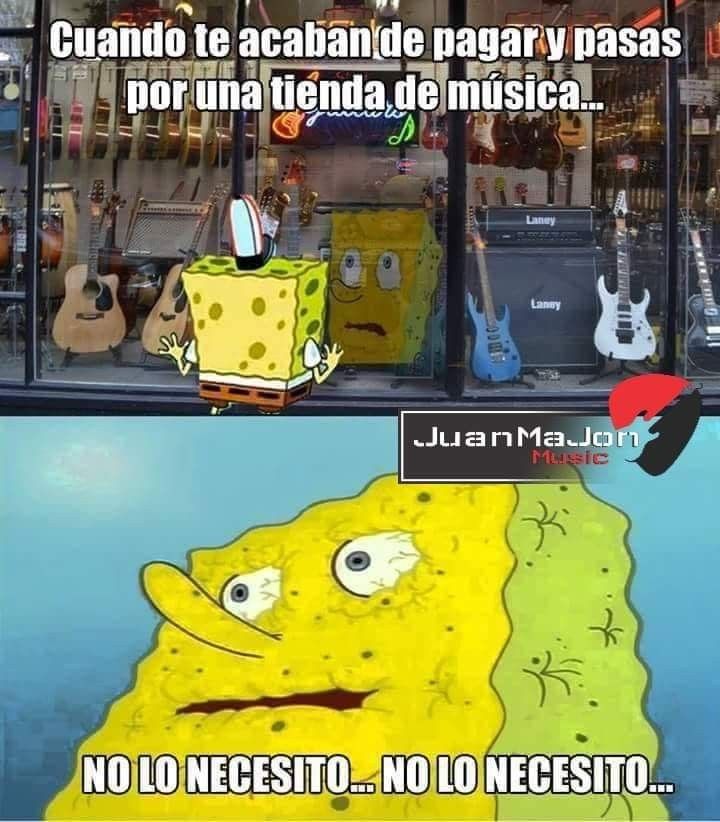 Cuando te acaban de pagar y pasas
por una tienda de música...
Laney
Laney
JuanMaJon
Music
NO LO NECESITO... NO LO NECESITO...